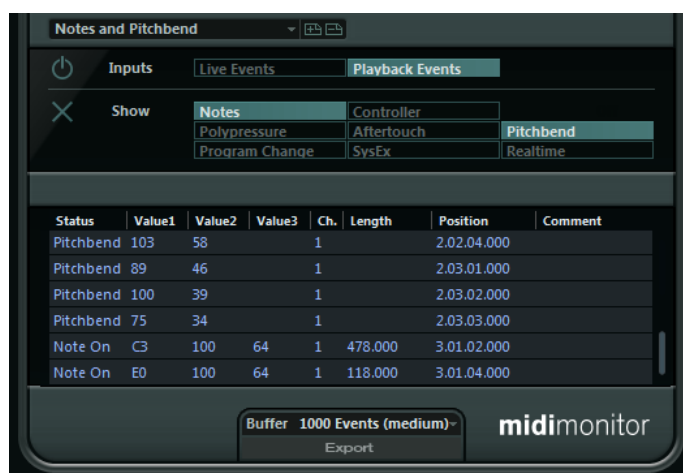 Notes and Pitchbend
Inputs Live Events Playback Events
Show Notes Controller
Polypressure Aftertouch Pitchbend
Program Change SysEx Realtime
Status Value1 Value2 Value3 Ch. Length Position Comment
Pitchbend 103 58 1 2.02.04.000
Pitchbend 89 46 1 2.03.01.000
Pitchbend 100 39 1 2.03.02.000
Pitchbend 75 34 1 2.03.03.000
Note On C3 100 64 1 478.000 3.01.02.000
Note On E0 100 64 1 118.000 3.01.04.000
Buffer 1000 Events (medium)
Export
midimonitor